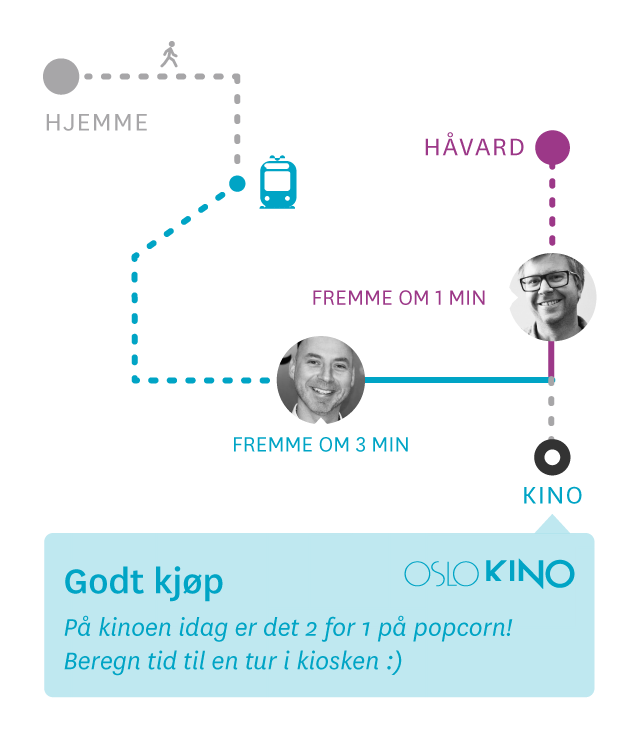 HJEMME
HÅVARD
FREMME OM 1 MIN
FREMME OM 3 MIN
KINO
Godt kjøp
OSLO KINO
På kinoen idag er det 2 for 1 på popcorn!
Beregn tid til en tur i kiosken :)